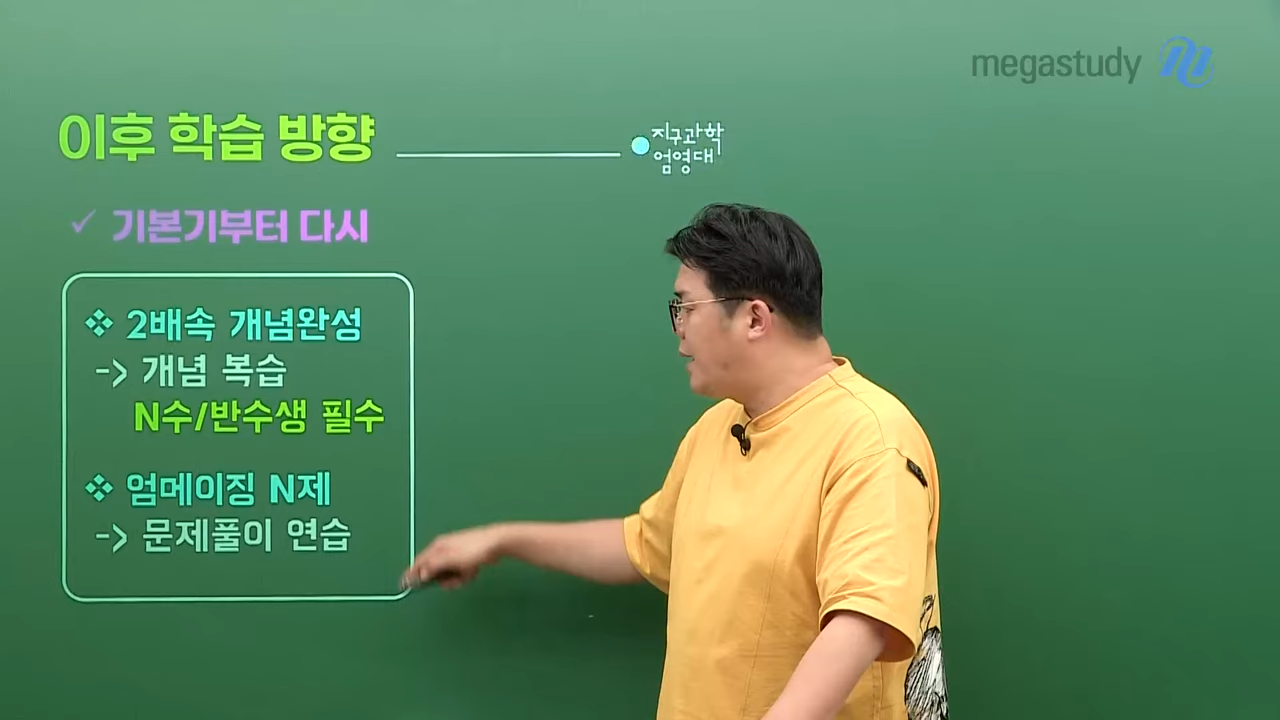 megastudy
이후 학습 방향
지구과학
엄영대
✓ 기본기부터 다시
❖ 2배속 개념완성
-> 개념 복습
N수/반수생 필수
❖ 엄메이징 N제
-> 문제풀이 연습